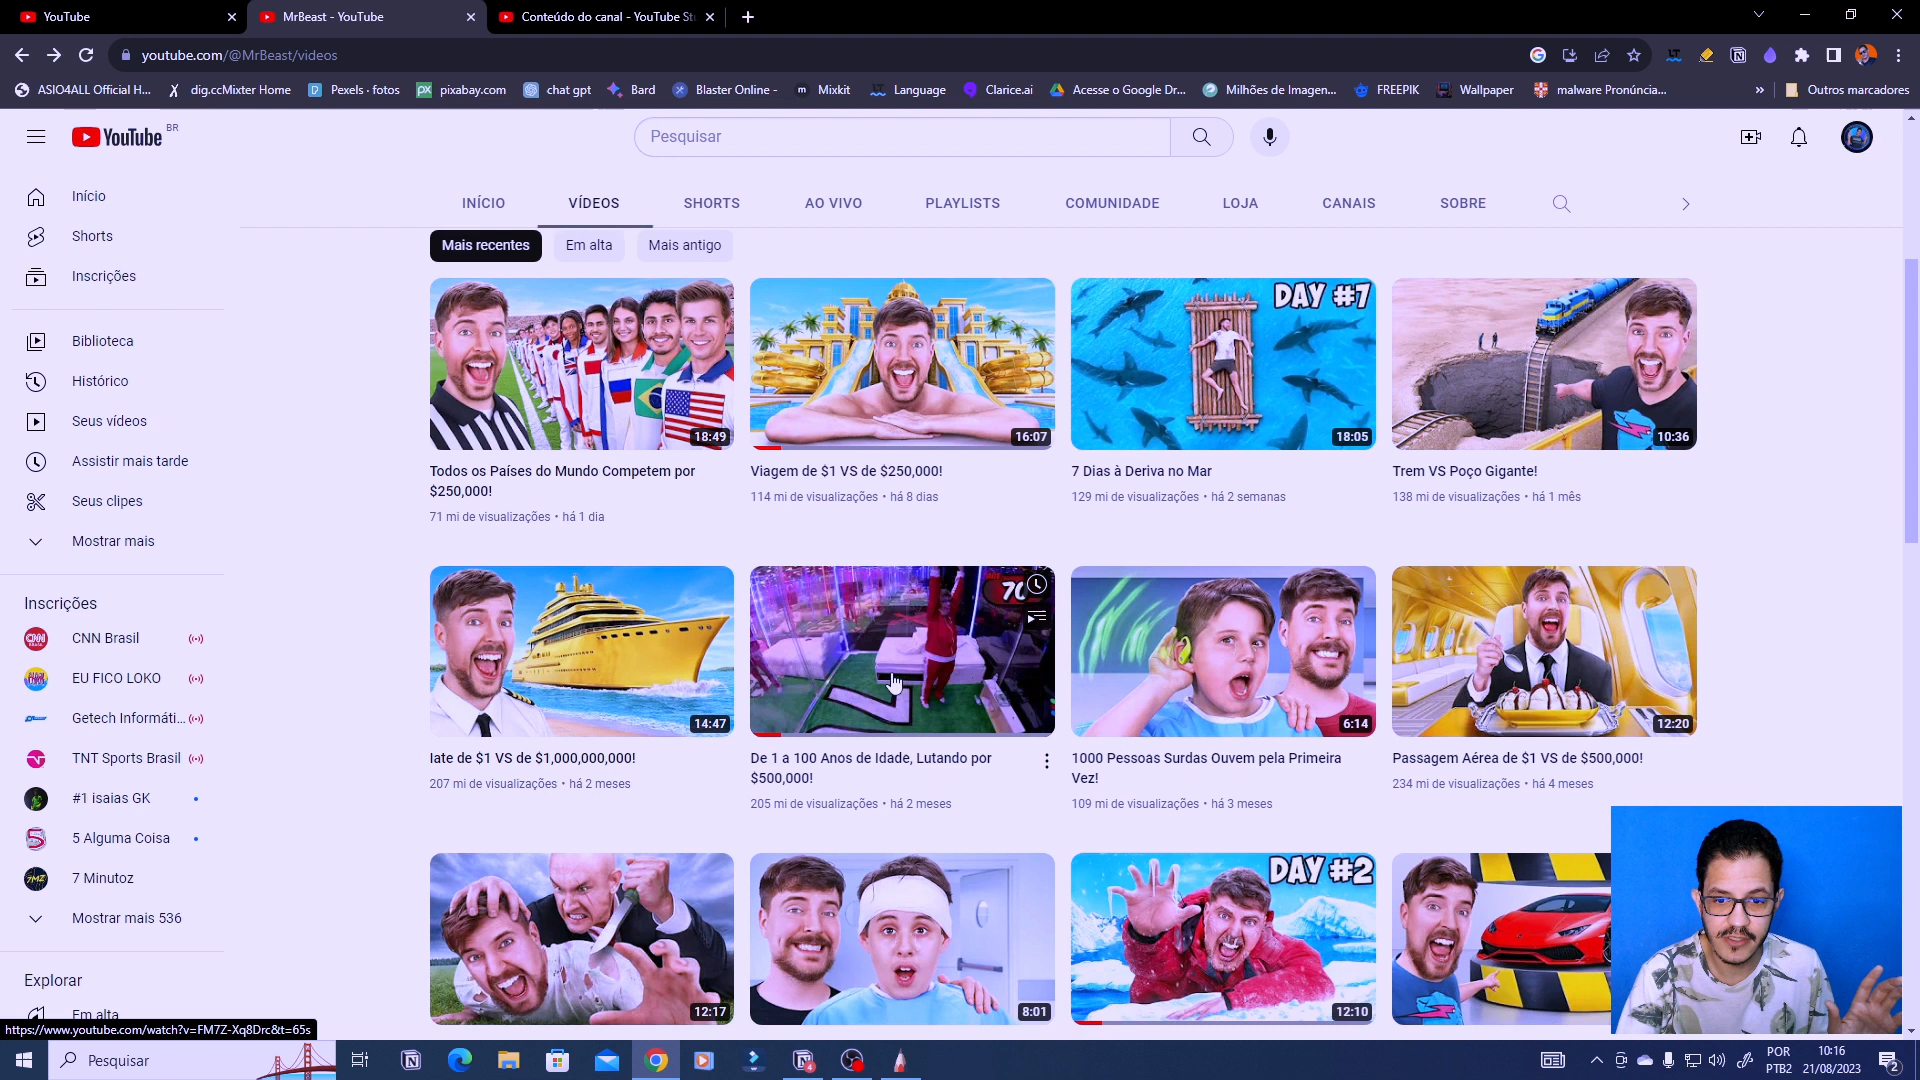 YouTube
MrBeast - YouTube
Conteúdo do canal - YouTube St
youtube.com/@MrBeast/videos
ASIO4ALL Official H...
dig.ccMixter Home
Pexels · fotos
pixabay.com
chat gpt
Bard
Blaster Online -
Mixkit
Language
Clarice.ai
Acesse o Google Dr...
Milhões de Imagen...
FREEPIK
Wallpaper
malware Pronúncia...
»
Outros marcadores
YouTube BR
Pesquisar
Início
Shorts
Inscrições
Biblioteca
Histórico
Seus vídeos
Assistir mais tarde
Seus clipes
Mostrar mais
Inscrições
CNN Brasil
EU FICO LOKO
Getech Informáti...
TNT Sports Brasil
#1 isaias GK
5 Alguma Coisa
7 Minutoz
Mostrar mais 536
Explorar
Em alta
INÍCIO
VÍDEOS
SHORTS
AO VIVO
PLAYLISTS
COMUNIDADE
LOJA
CANAIS
SOBRE
Mais recentes
Em alta
Mais antigo
18:49
Todos os Países do Mundo Competem por
$250,000!
71 mi de visualizações • há 1 dia
16:07
Viagem de $1 VS de $250,000!
114 mi de visualizações • há 8 dias
DAY #7
18:05
7 Dias à Deriva no Mar
129 mi de visualizações • há 2 semanas
10:36
Trem VS Poço Gigante!
138 mi de visualizações • há 1 mês
14:47
Iate de $1 VS de $1,000,000,000!
207 mi de visualizações • há 2 meses
De 1 a 100 Anos de Idade, Lutando por
$500,000!
205 mi de visualizações • há 2 meses
6:14
1000 Pessoas Surdas Ouvem pela Primeira
Vez!
109 mi de visualizações • há 3 meses
12:20
Passagem Aérea de $1 VS de $500,000!
234 mi de visualizações • há 4 meses
12:17
8:01
DAY #2
12:10
https://www.youtube.com/watch?v=FM7Z-Xq8Drc&t=65s
Pesquisar
POR
PTB2
10:16
21/08/2023
2